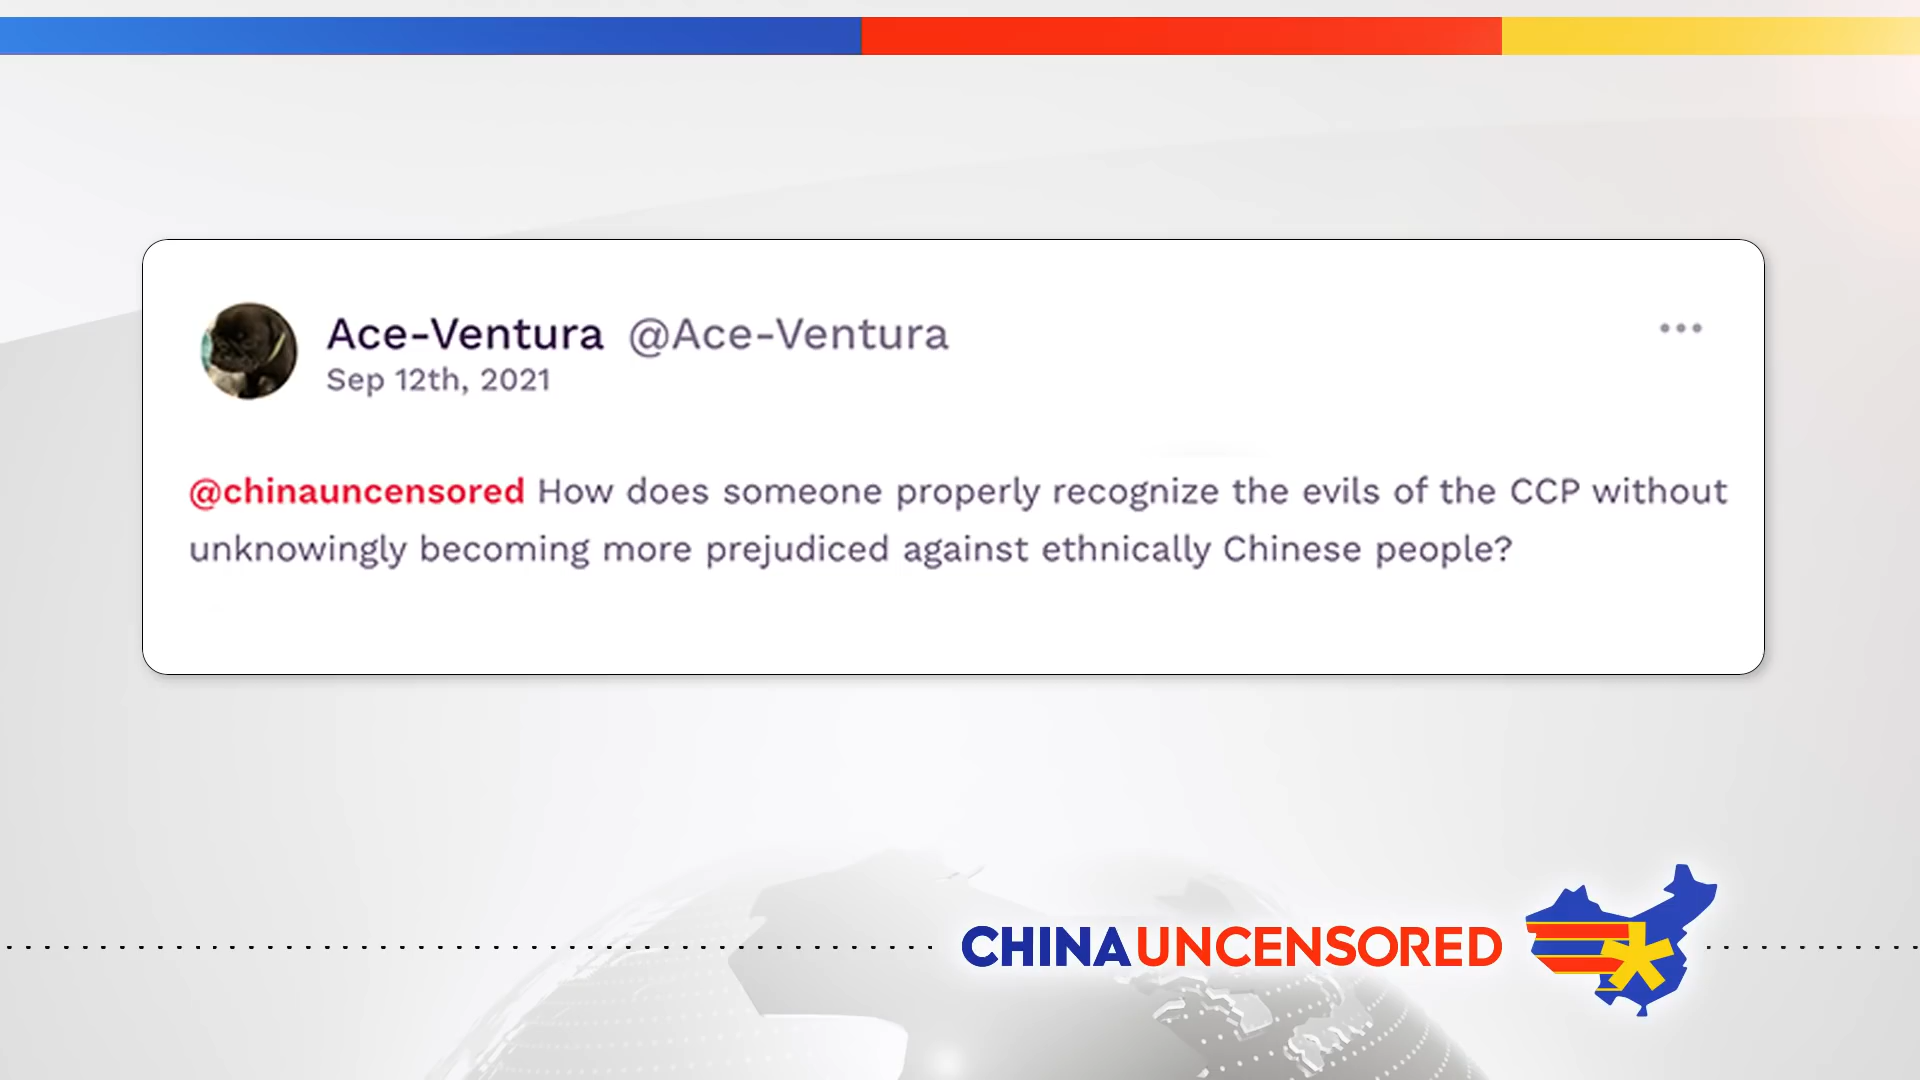 Ace-Ventura @Ace-Ventura
Sep 12th, 2021
@chinauncensored How does someone properly recognize the evils of the CCP without
unknowingly becoming more prejudiced against ethnically Chinese people?
CHINAUNCENSORED